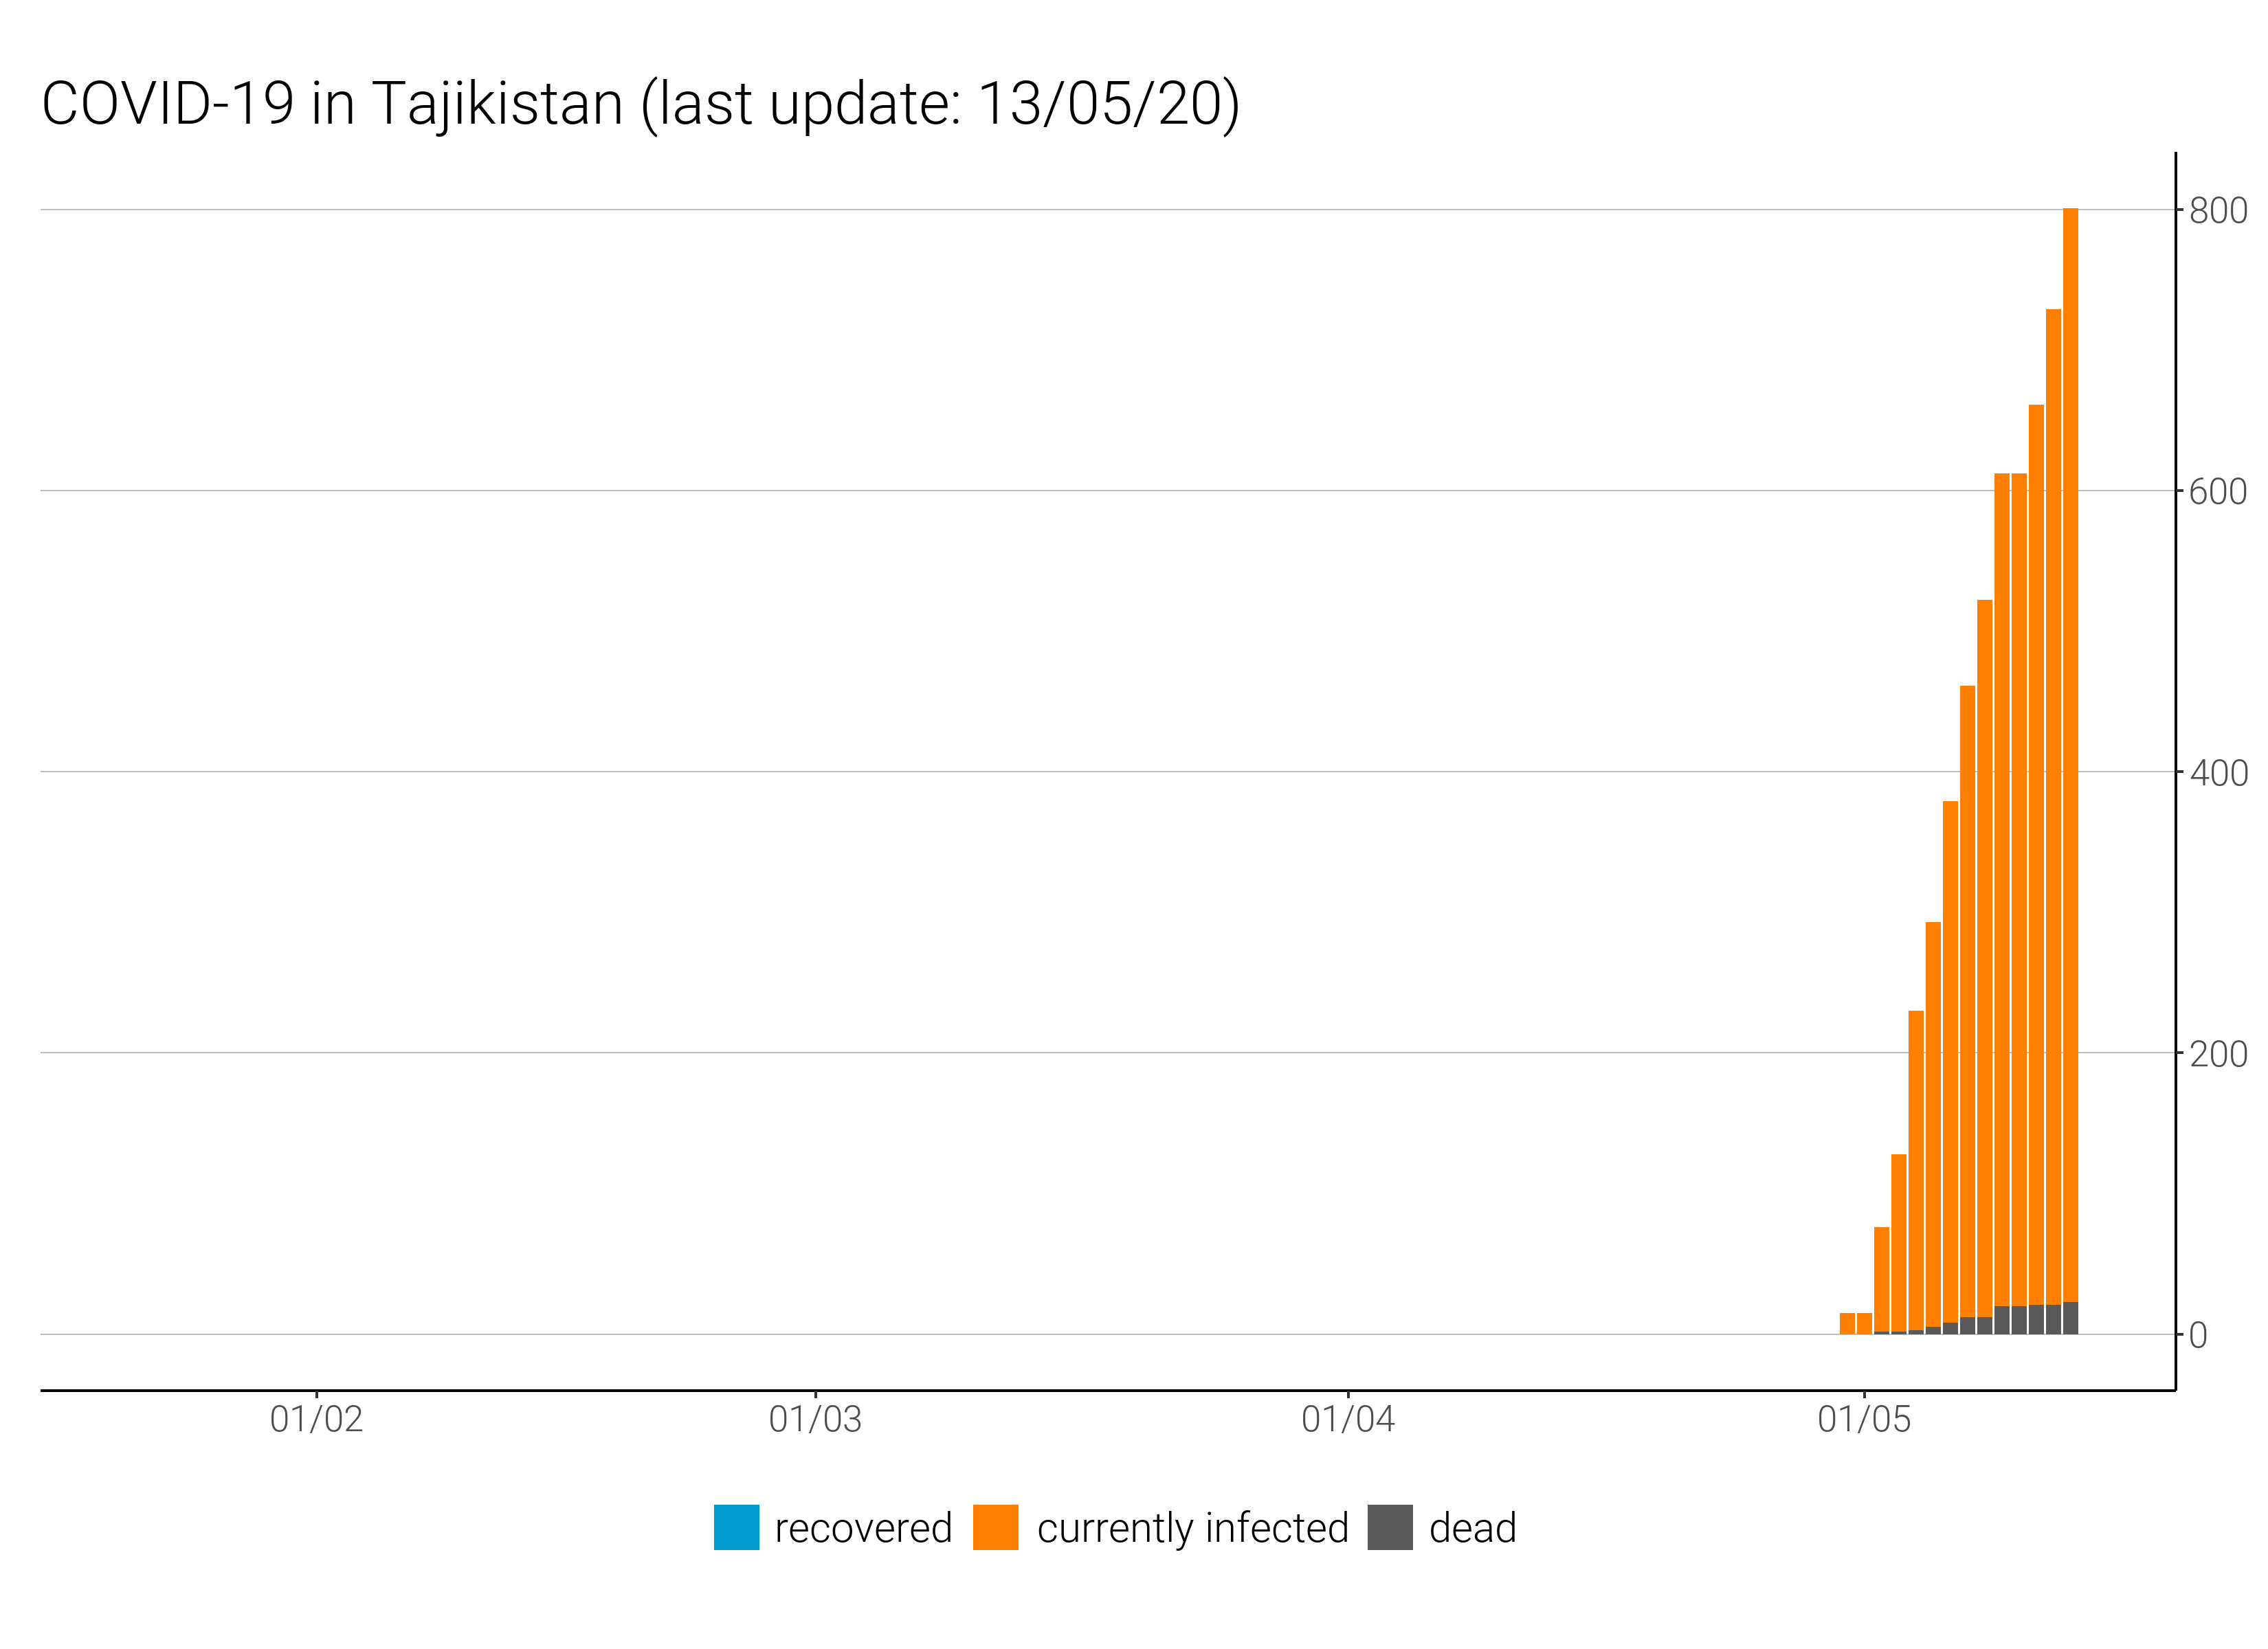 COVID-19 in Tajikistan (last update: 13/05/20)
800
600
400
200
0
01/02 01/03 01/04 01/05
recovered currently infected dead